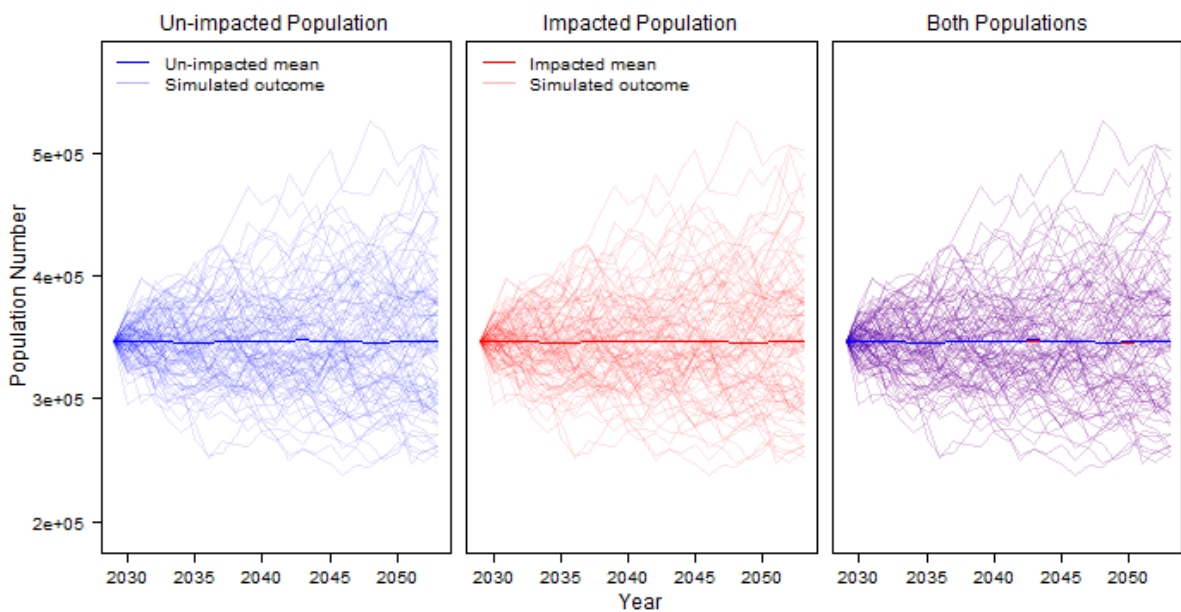 Un-impacted Population
Impacted Population
Both Populations
Un-impacted mean
Simulated outcome
Impacted mean
Simulated outcome
Population Number
5e+05
4e+05
3e+05
2e+05
2030 2035 2040 2045 2050
2030 2035 2040 2045 2050
2030 2035 2040 2045 2050
Year